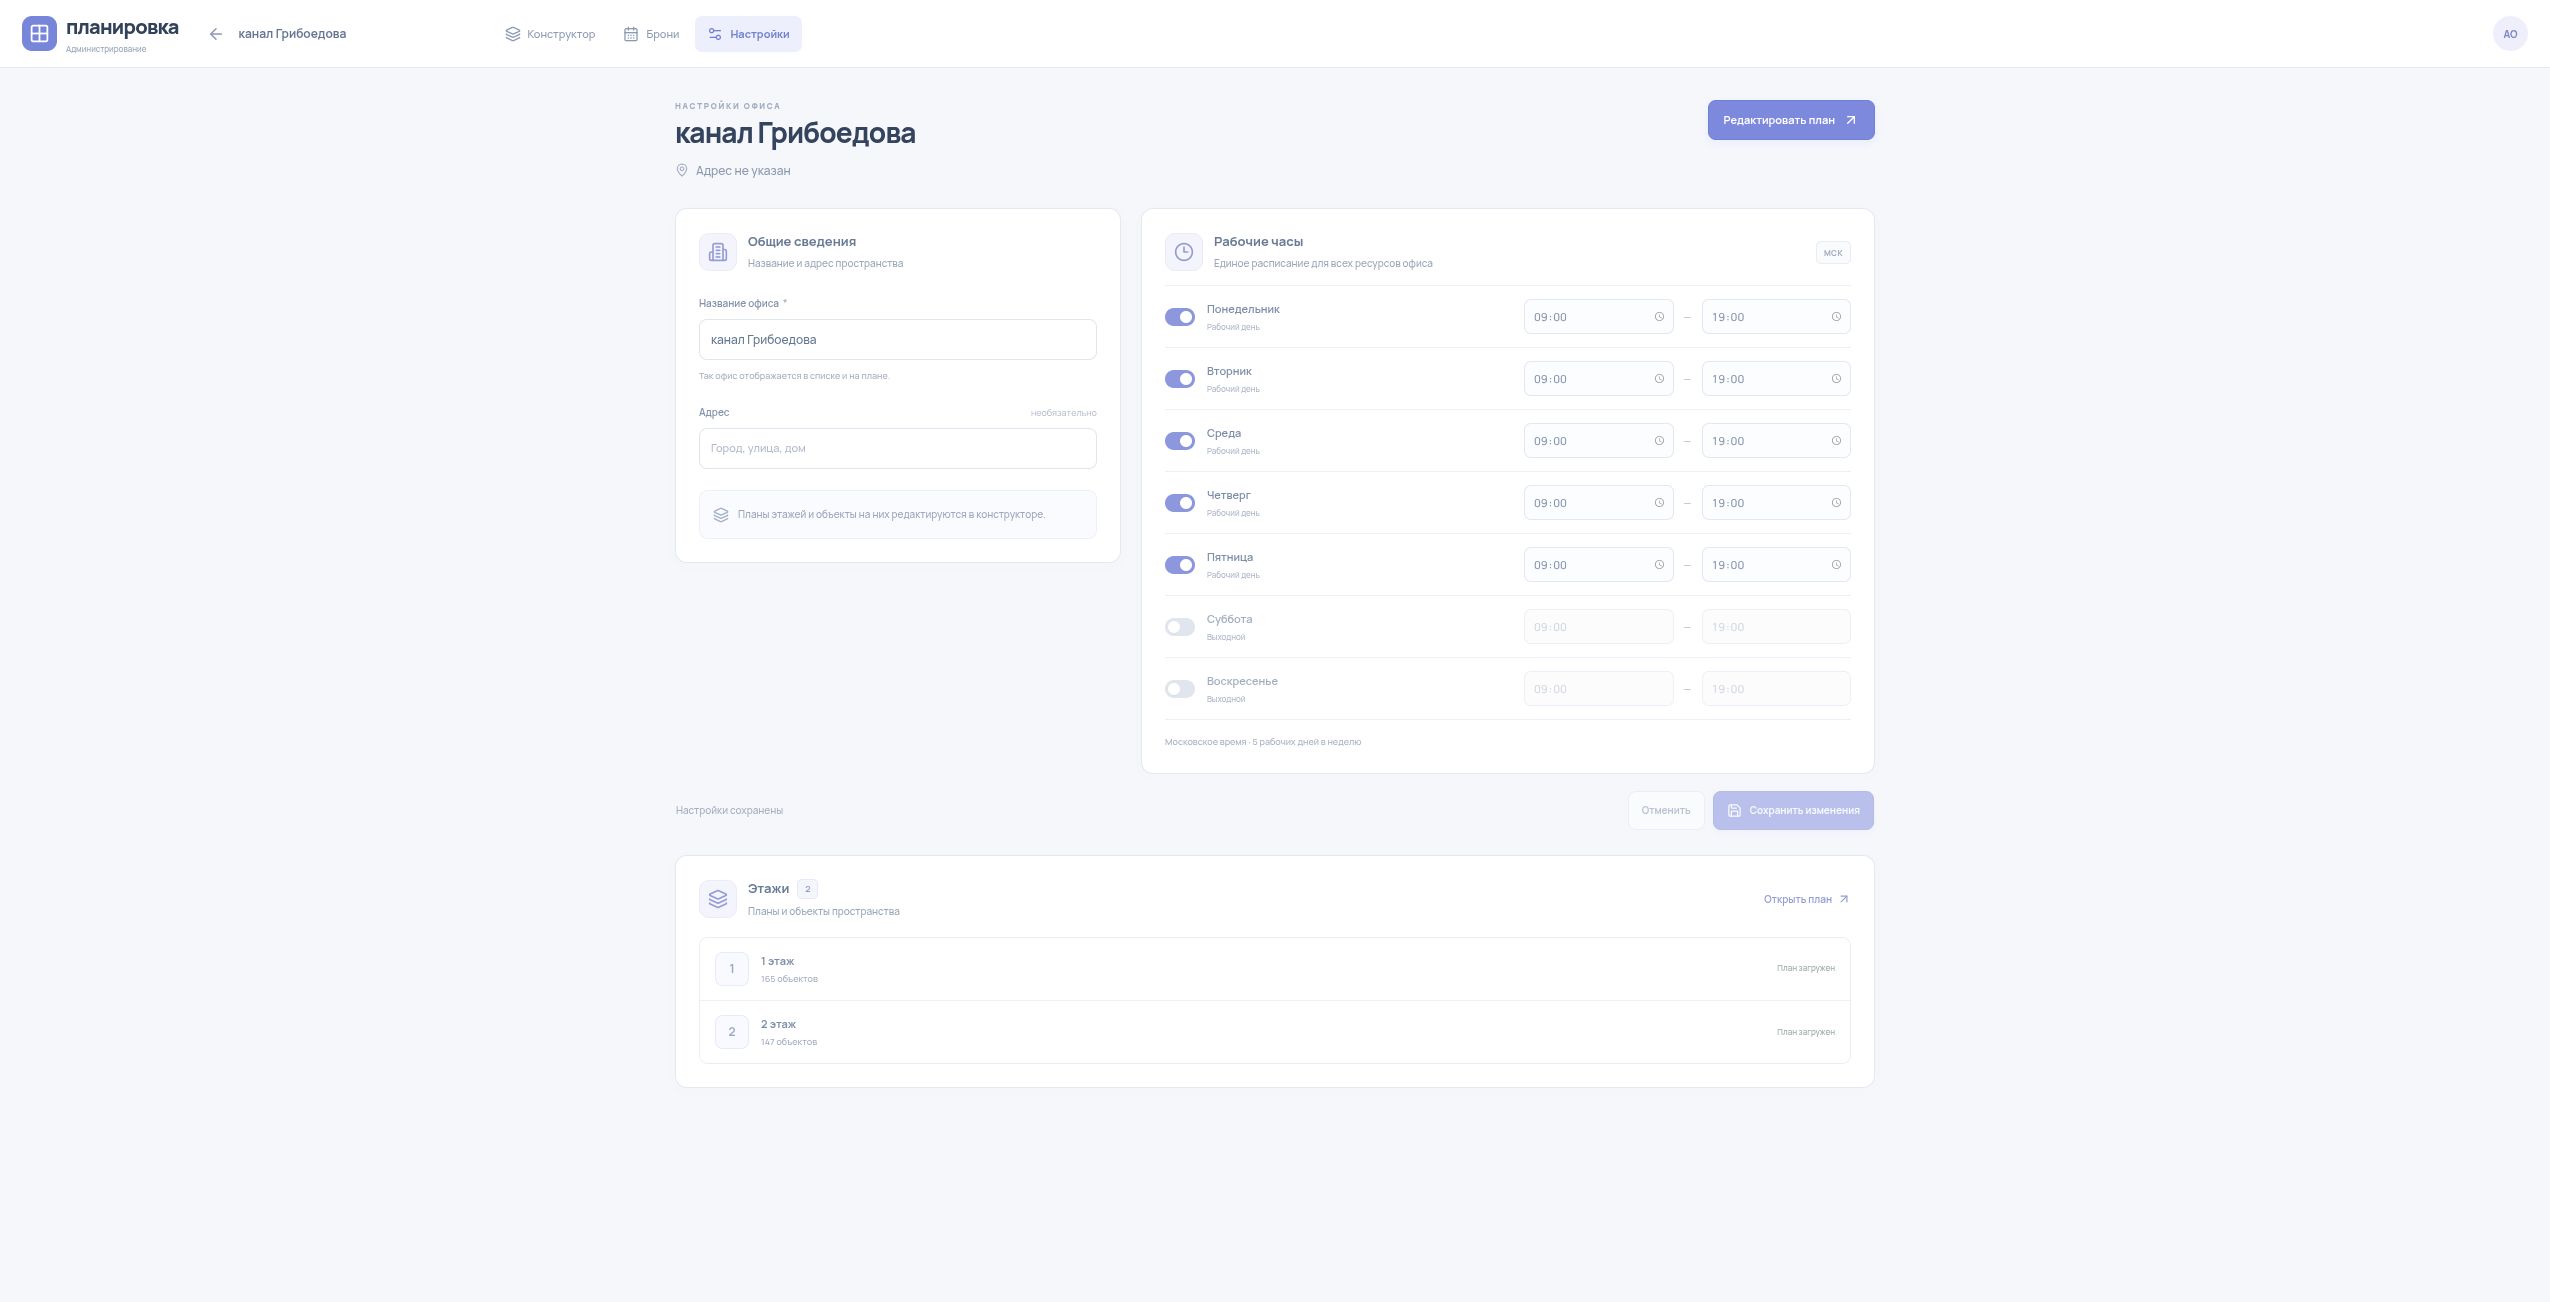 планировка
Администрирование
канал Грибоедова
Конструктор
Брони
Настройки
АО
НАСТРОЙКИ ОФИСА
канал Грибоедова
Адрес не указан
Редактировать план
Общие сведения
Название и адрес пространства
Название офиса *
канал Грибоедова
Так офис отображается в списке и на плане.
Адрес необязательно
Город, улица, дом
Планы этажей и объекты на них редактируются в конструкторе.
Рабочие часы
Единое расписание для всех ресурсов офиса
МСК
Понедельник
Рабочий день
09:00 – 19:00
Вторник
Рабочий день
09:00 – 19:00
Среда
Рабочий день
09:00 – 19:00
Четверг
Рабочий день
09:00 – 19:00
Пятница
Рабочий день
09:00 – 19:00
Суббота
Выходной
09:00 – 19:00
Воскресенье
Выходной
09:00 – 19:00
Московское время · 5 рабочих дней в неделю
Настройки сохранены
Отменить
Сохранить изменения
Этажи 2
Планы и объекты пространства
Открыть план
1
1 этаж
165 объектов
План загружен
2
2 этаж
147 объектов
План загружен